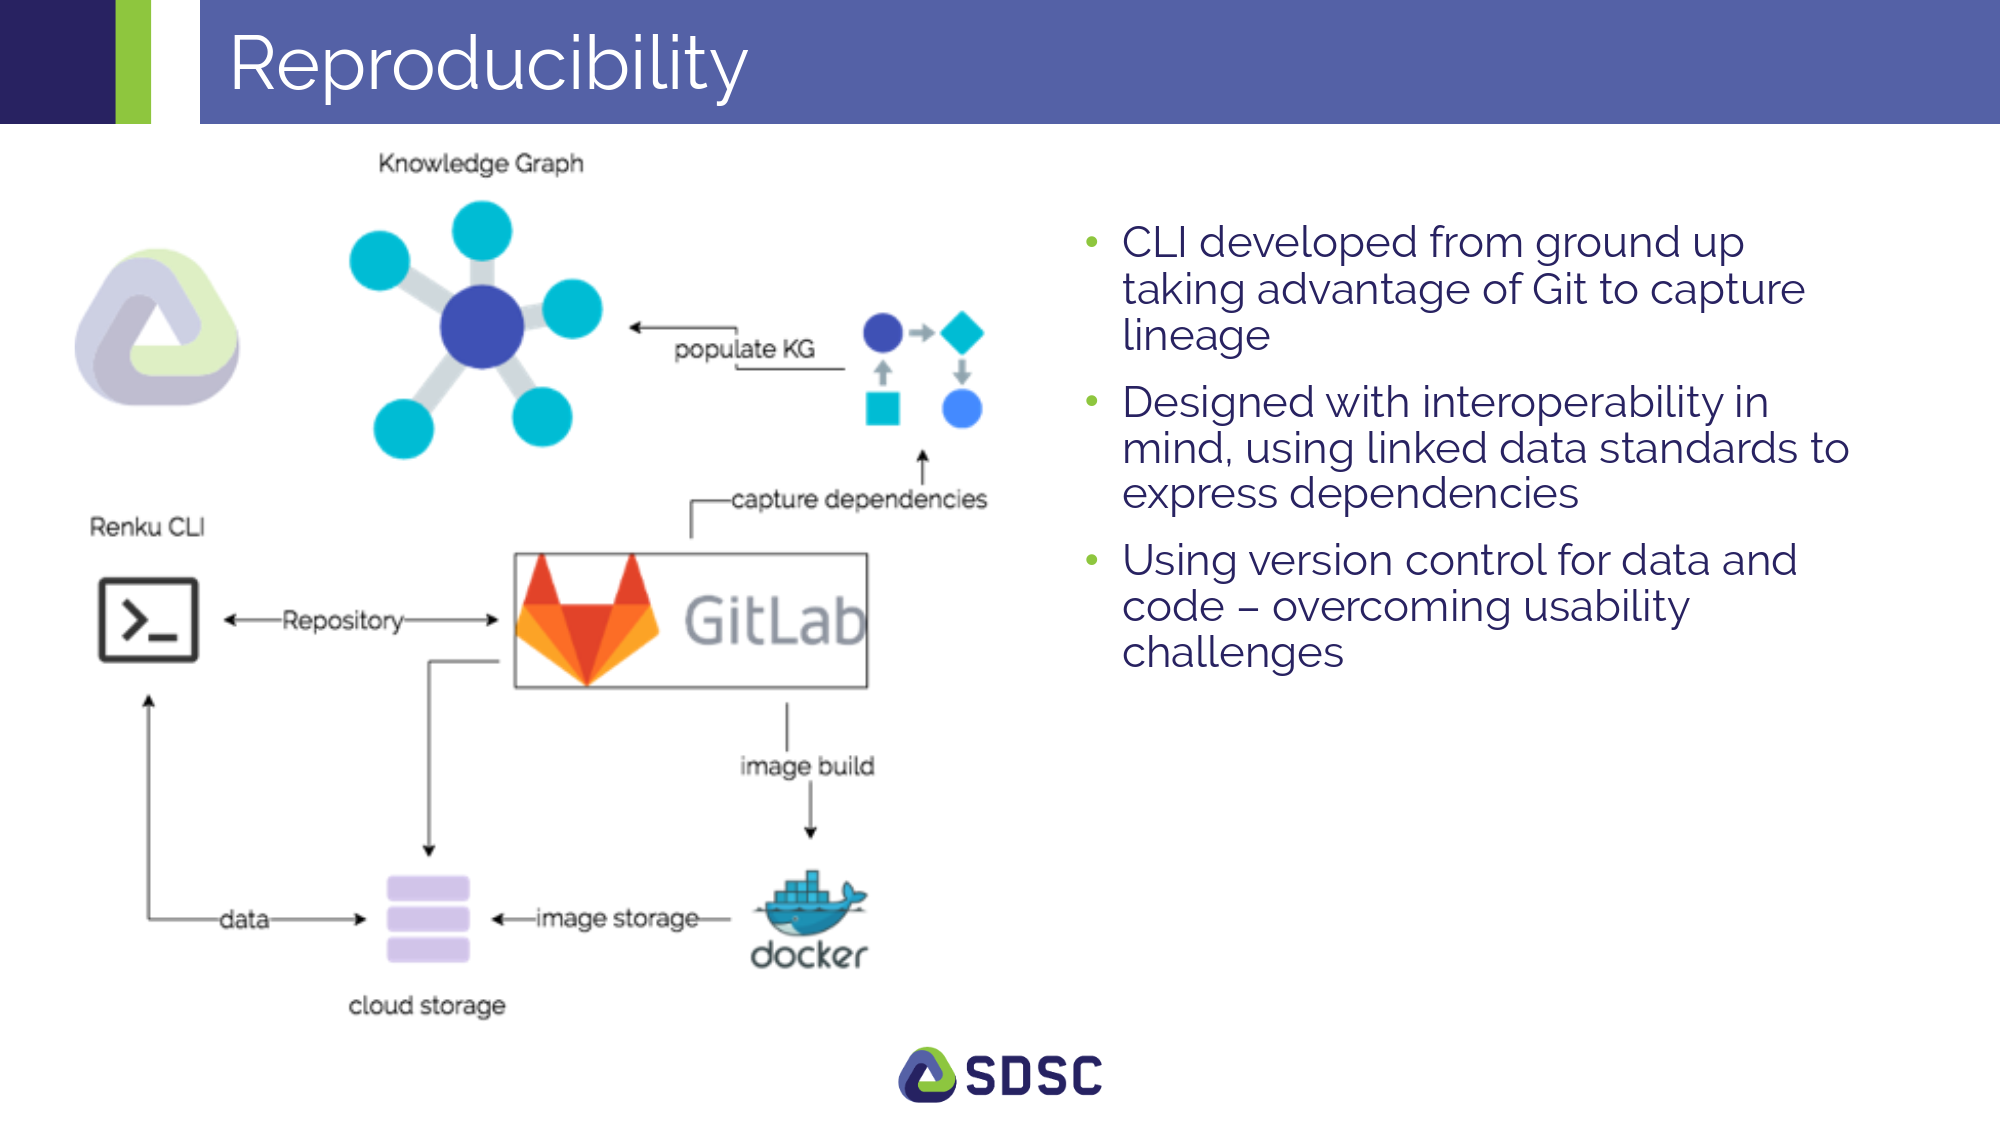 Reproducibility
Knowledge Graph
populate KG
capture dependencies
Renku CLI
Repository
GitLab
image build
data
image storage
docker
cloud storage
• CLI developed from ground up
taking advantage of Git to capture
lineage
• Designed with interoperability in
mind, using linked data standards to
express dependencies
• Using version control for data and
code – overcoming usability
challenges
SDSC